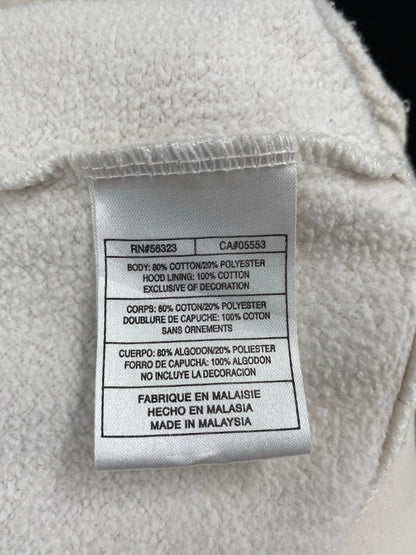 RN#56323 CA#05553
BODY: 80% COTTON/20% POLYESTER
HOOD LINING: 100% COTTON
EXCLUSIVE OF DECORATION
CORPS: 80% COTON/20% POLYESTER
DOUBLURE DE CAPUCHE: 100% COTON
SANS ORNEMENTS
CUERPO: 80% ALGODON/20% POLIESTER
FORRO DE CAPUCHA: 100% ALGODON
NO INCLUYE LA DECORACION
FABRIQUE EN MALAISIE
HECHO EN MALASIA
MADE IN MALAYSIA